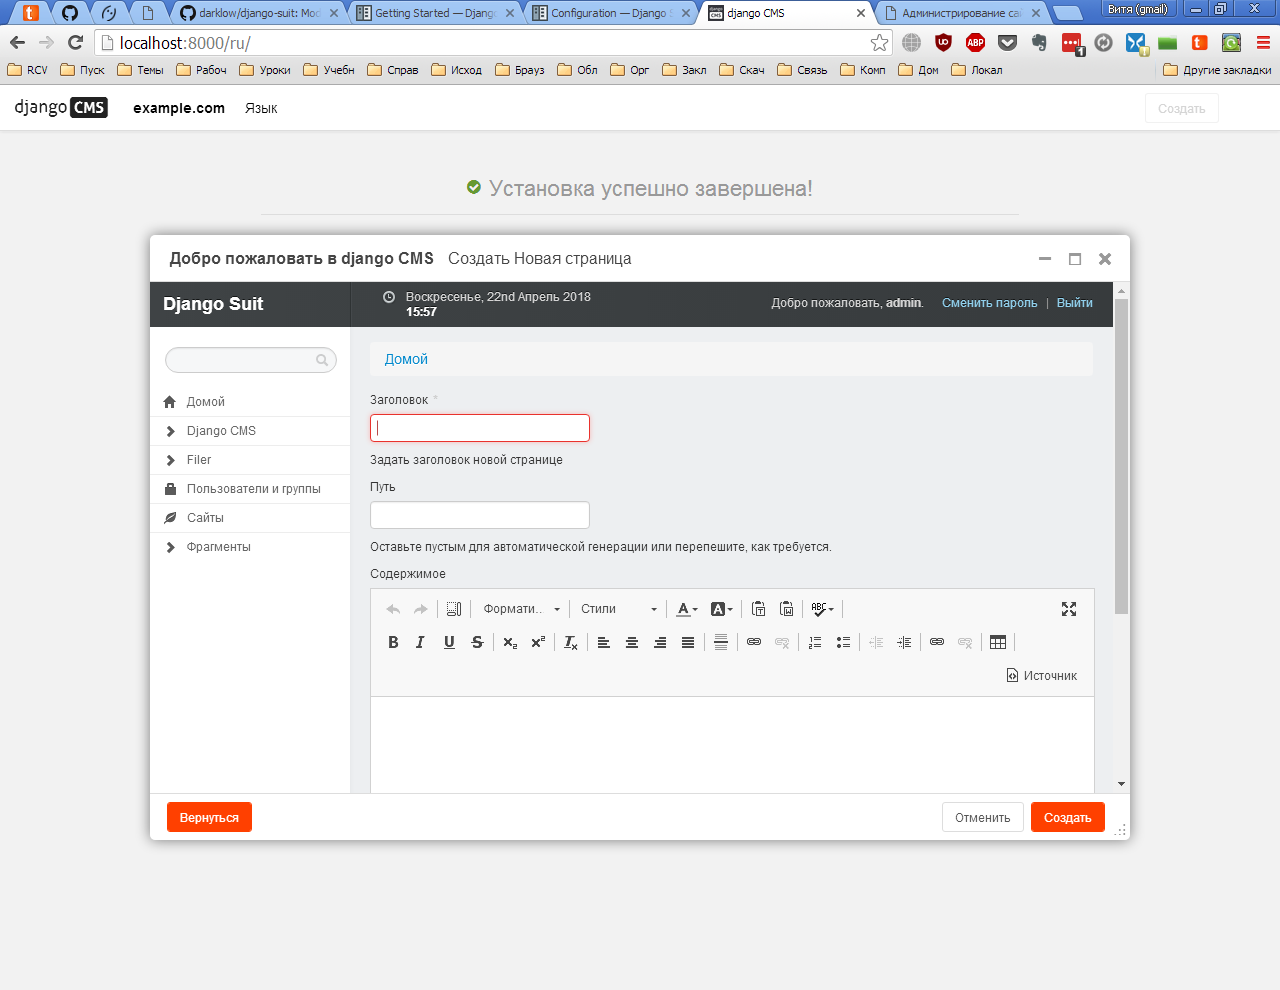 darklow/django-suit: Mod
Getting Started — Django
Configuration — Django S
django CMS
Администрирование сай
Витя (gmail)
localhost:8000/ru/
RCV
Пуск
Темы
Рабоч
Уроки
Учебн
Справ
Исход
Брауз
Обл
Орг
Закл
Скач
Связь
Комп
Дом
Локал
Другие закладки
django CMS
example.com
Язык
Создать
Установка успешно завершена!
Добро пожаловать в django CMS Создать Новая страница
Django Suit
Воскресенье, 22nd Апрель 2018
15:57
Добро пожаловать, admin.
Сменить пароль | Выйти
Домой
Django CMS
Filer
Пользователи и группы
Сайты
Фрагменты
Домой
Заголовок *
Задать заголовок новой странице
Путь
Оставьте пустым для автоматической генерации или перепешите, как требуется.
Содержимое
Формати..
Стили
Источник
Вернуться
Отменить
Создать